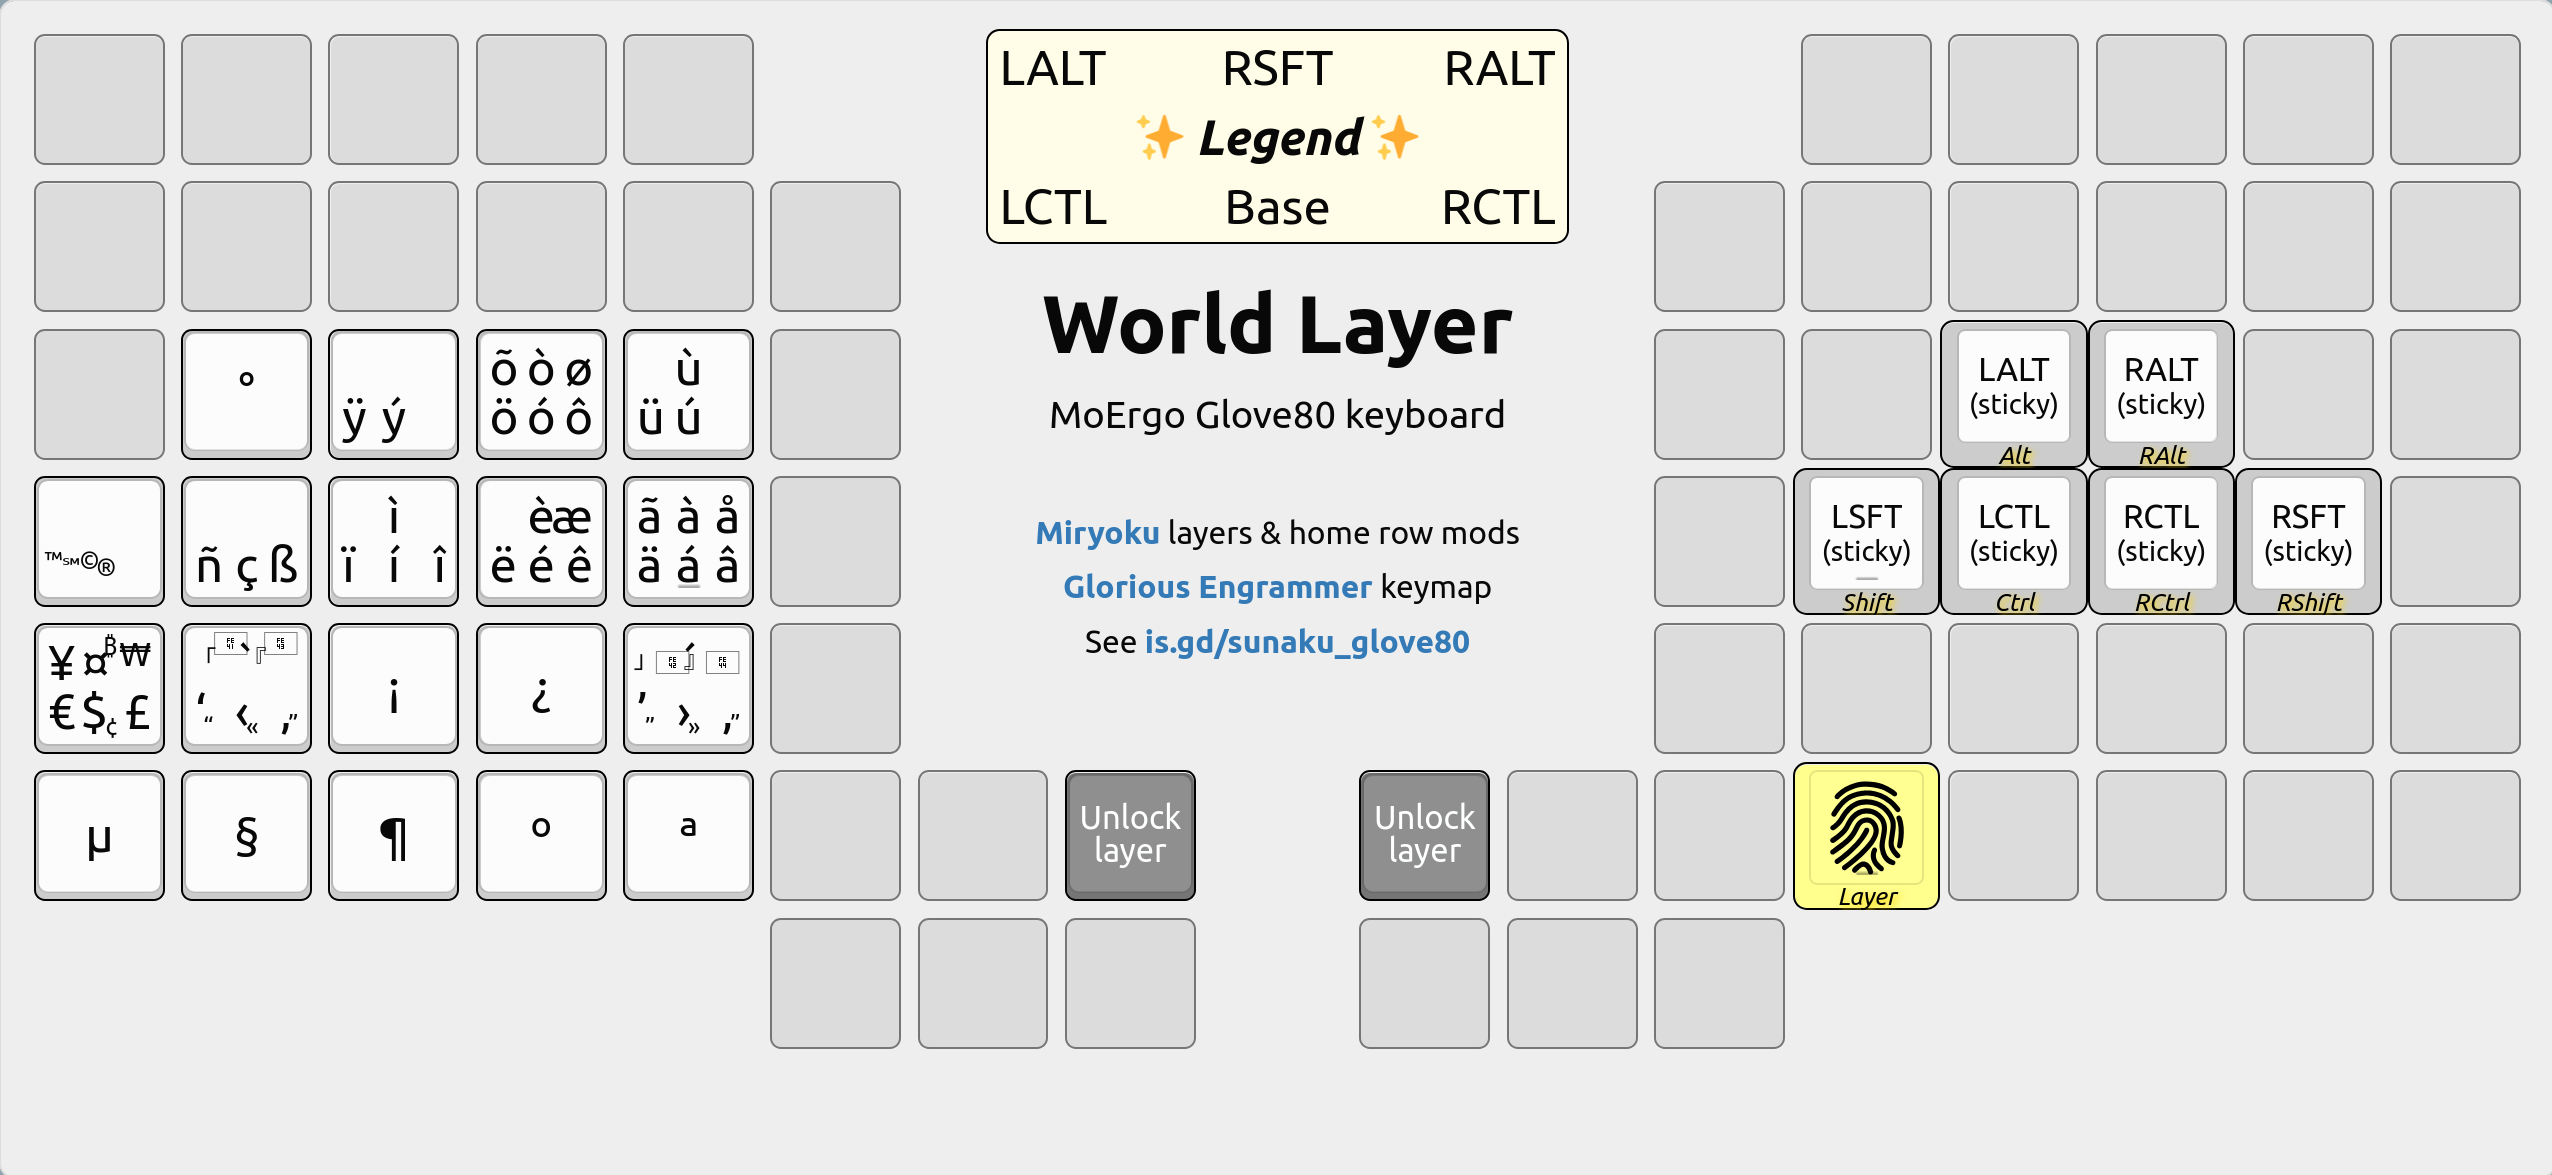 LALT RSFT RALT
✨ Legend ✨
LCTL Base RCTL
World Layer
MoErgo Glove80 keyboard
Miryoku layers & home row mods
Glorious Engrammer keymap
See is.gd/sunaku_glove80
°
ÿ ý
õ ò ø
ö ó ô
ù
ü ú
LALT
(sticky)
Alt
RALT
(sticky)
RAlt
™ ℠ © ®
ñ ç ß
ì
ï í î
è æ
ë é ê
ã à å
ä á â
LSFT
(sticky)
Shift
LCTL
(sticky)
Ctrl
RCTL
(sticky)
RCtrl
RSFT
(sticky)
RShift
¥ ¤ ₿ ₩
€ $ ¢ £
‘ “ ‹ « ‚ „
¡
¿
’ ” › »
µ
§
¶
º
ª
Unlock
layer
Unlock
layer
Layer